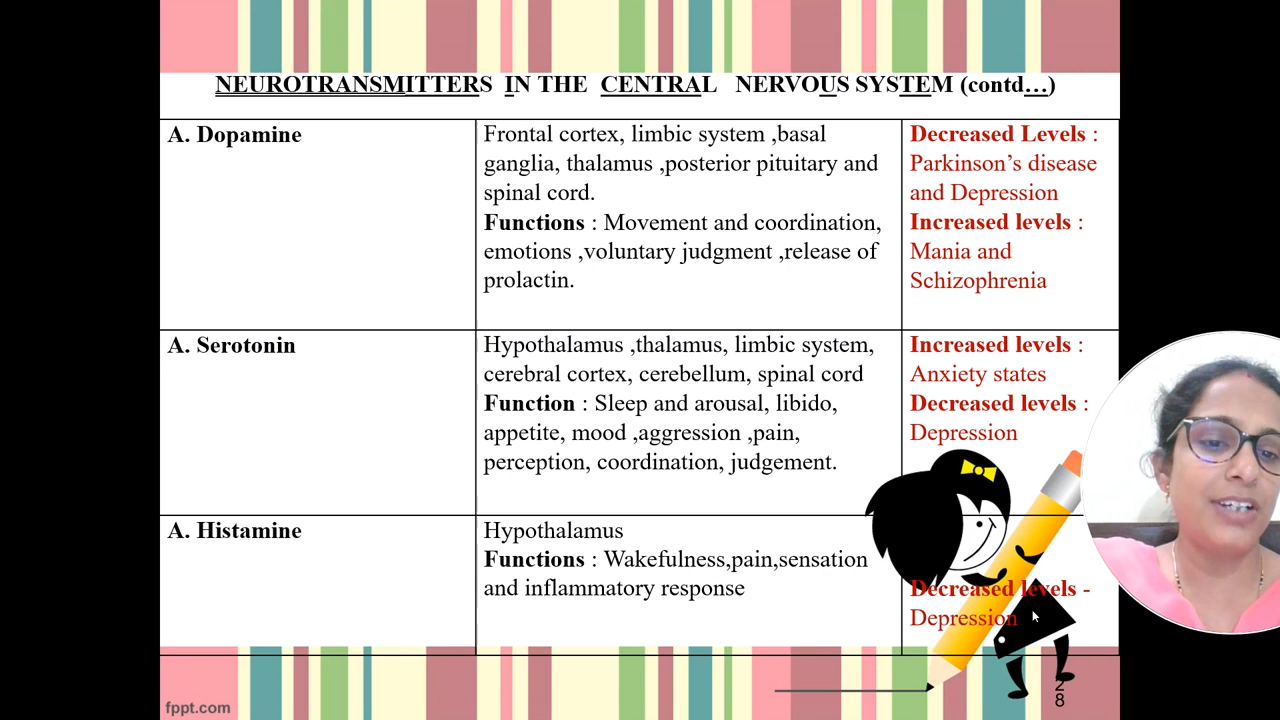 NEUROTRANSMITTERS IN THE CENTRAL NERVOUS SYSTEM (contd…)
A. Dopamine
Frontal cortex, limbic system ,basal
ganglia, thalamus ,posterior pituitary and
spinal cord.
Functions : Movement and coordination,
emotions ,voluntary judgment ,release of
prolactin.
Decreased Levels :
Parkinson’s disease
and Depression
Increased levels :
Mania and
Schizophrenia
A. Serotonin
Hypothalamus ,thalamus, limbic system,
cerebral cortex, cerebellum, spinal cord
Function : Sleep and arousal, libido,
appetite, mood ,aggression ,pain,
perception, coordination, judgement.
Increased levels :
Anxiety states
Decreased levels :
Depression
A. Histamine
Hypothalamus
Functions : Wakefulness,pain,sensation
and inflammatory response
Decreased levels -
Depression
2
8
fppt.com